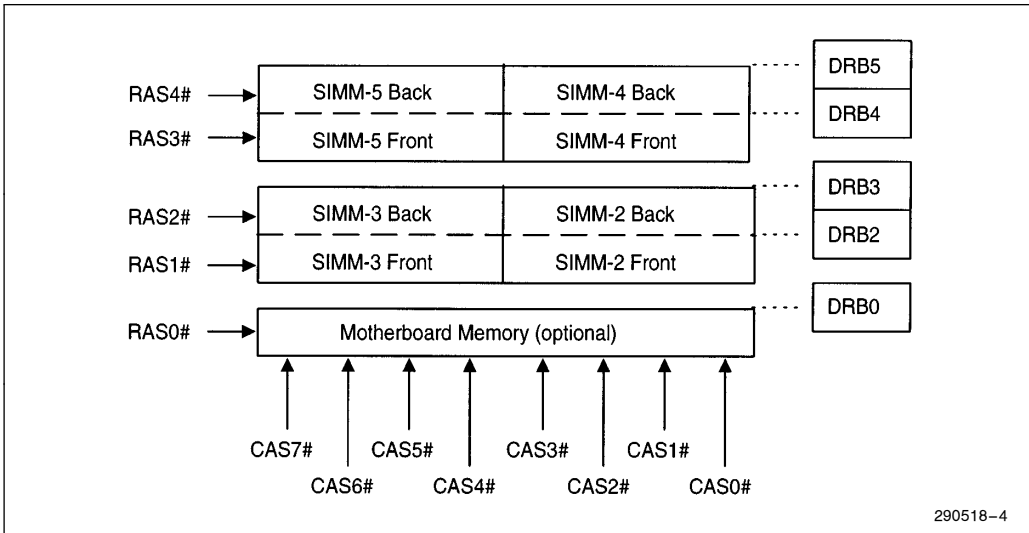 DRB5
RAS4# SIMM-5 Back SIMM-4 Back
DRB4
RAS3# SIMM-5 Front SIMM-4 Front
DRB3
RAS2# SIMM-3 Back SIMM-2 Back
DRB2
RAS1# SIMM-3 Front SIMM-2 Front
DRB0
RAS0# Motherboard Memory (optional)
CAS7# CAS5# CAS3# CAS1#
CAS6# CAS4# CAS2# CAS0#
290518–4